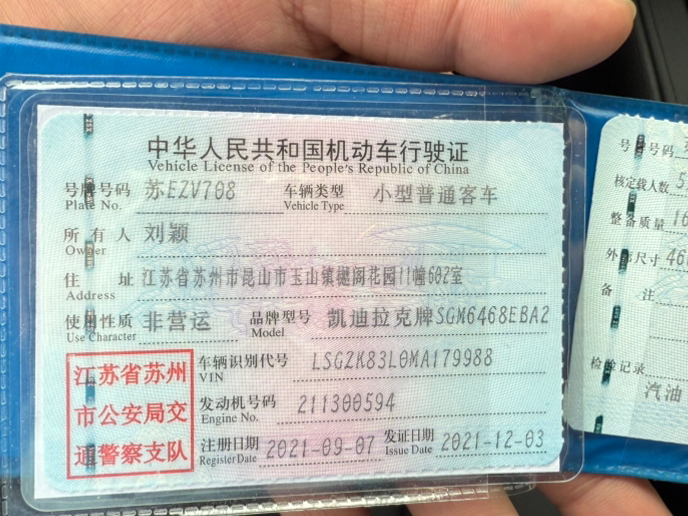 中华人民共和国机动车行驶证
Vehicle License of the People's Republic of China
号牌号码 苏EZV708 车辆类型 小型普通客车
Plate No. Vehicle Type
所有人 刘颖
Owner
住址 江苏省苏州市昆山市玉山镇樾阁花园11幢602室
Address
使用性质 非营运 品牌型号 凯迪拉克牌SGM6468EBA2
Use Character Model
江苏省苏州
市公安局交
通警察支队
车辆识别代号 LSGZK83L0MA179988
VIN
发动机号码 211300594
Engine No.
注册日期 2021-09-07 发证日期 2021-12-03
Register Date Issue Date
号牌号码
核定载人数 5
整备质量 16
外廓尺寸 46
备注
检验记录
汽油